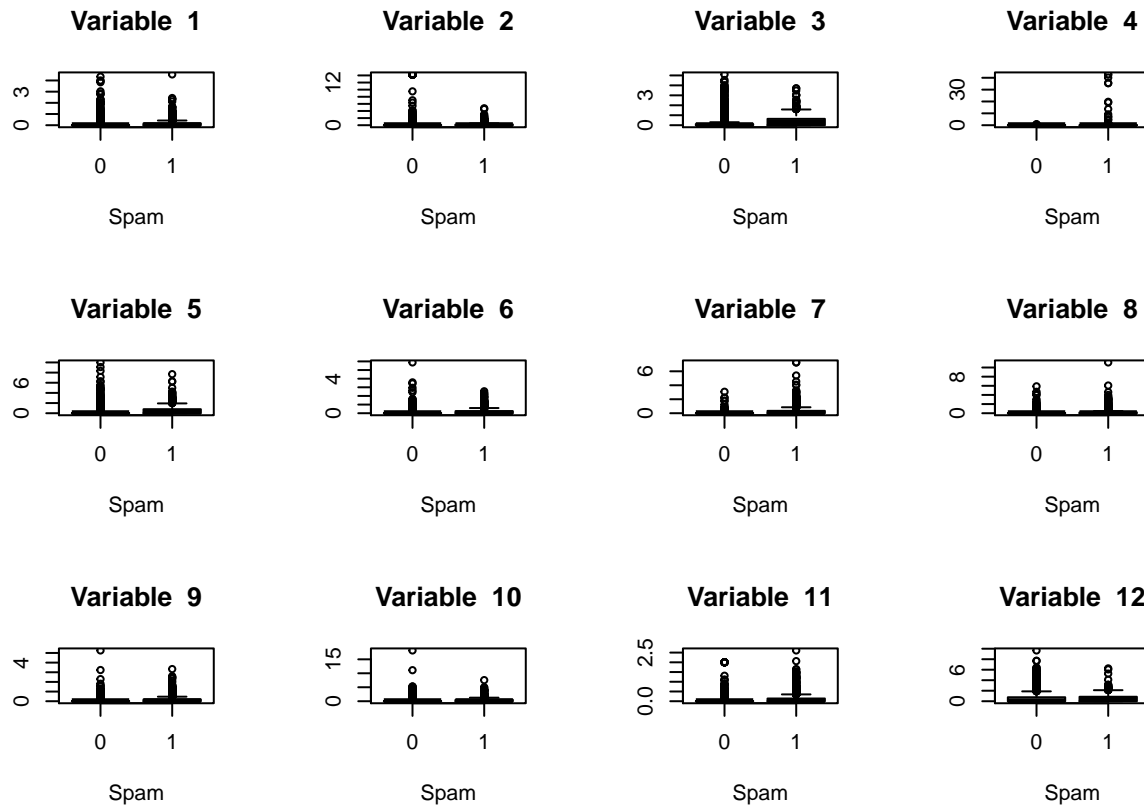 Variable 1
3
0
0 1
Spam
Variable 2
12
0
0 1
Spam
Variable 3
3
0
0 1
Spam
Variable 4
30
0
0 1
Spam
Variable 5
6
0
0 1
Spam
Variable 6
4
0
0 1
Spam
Variable 7
6
0
0 1
Spam
Variable 8
8
0
0 1
Spam
Variable 9
4
0
0 1
Spam
Variable 10
15
0
0 1
Spam
Variable 11
2.5
0.0
0 1
Spam
Variable 12
6
0
0 1
Spam